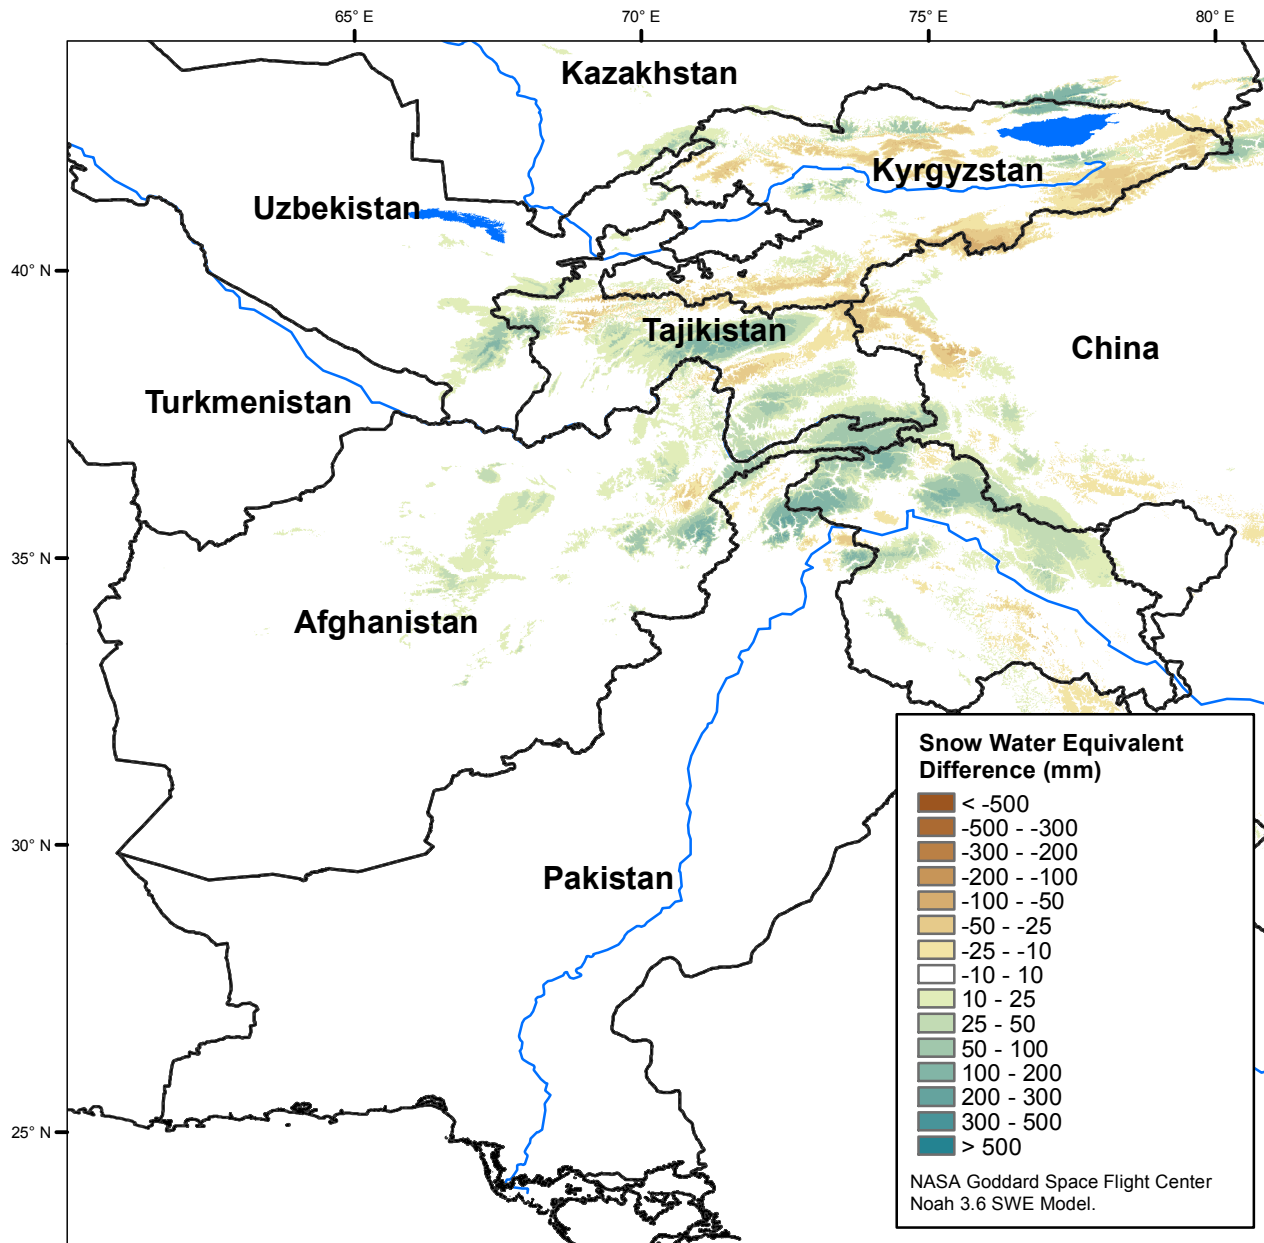 65° E 70° E 75° E 80° E
Kazakhstan
Kyrgyzstan
Uzbekistan
40° N
Tajikistan
China
Turkmenistan
35° N
Afghanistan
Snow Water Equivalent
Difference (mm)
< -500
-500 - -300
30° N
-300 - -200
Pakistan
-200 - -100
-100 - -50
-50 - -25
-25 - -10
-10 - 10
10 - 25
25 - 50
50 - 100
100 - 200
200 - 300
300 - 500
25° N
> 500
NASA Goddard Space Flight Center
Noah 3.6 SWE Model.